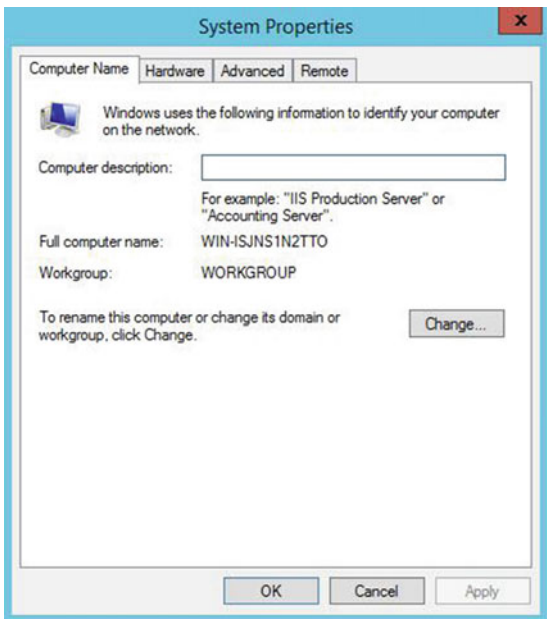 System Properties
x
Computer Name Hardware Advanced Remote
Windows uses the following information to identify your computer
on the network.
Computer description:
For example: "IIS Production Server" or
"Accounting Server".
Full computer name: WIN-ISJNS1N2TTO
Workgroup: WORKGROUP
To rename this computer or change its domain or
workgroup, click Change.
Change...
OK Cancel Apply